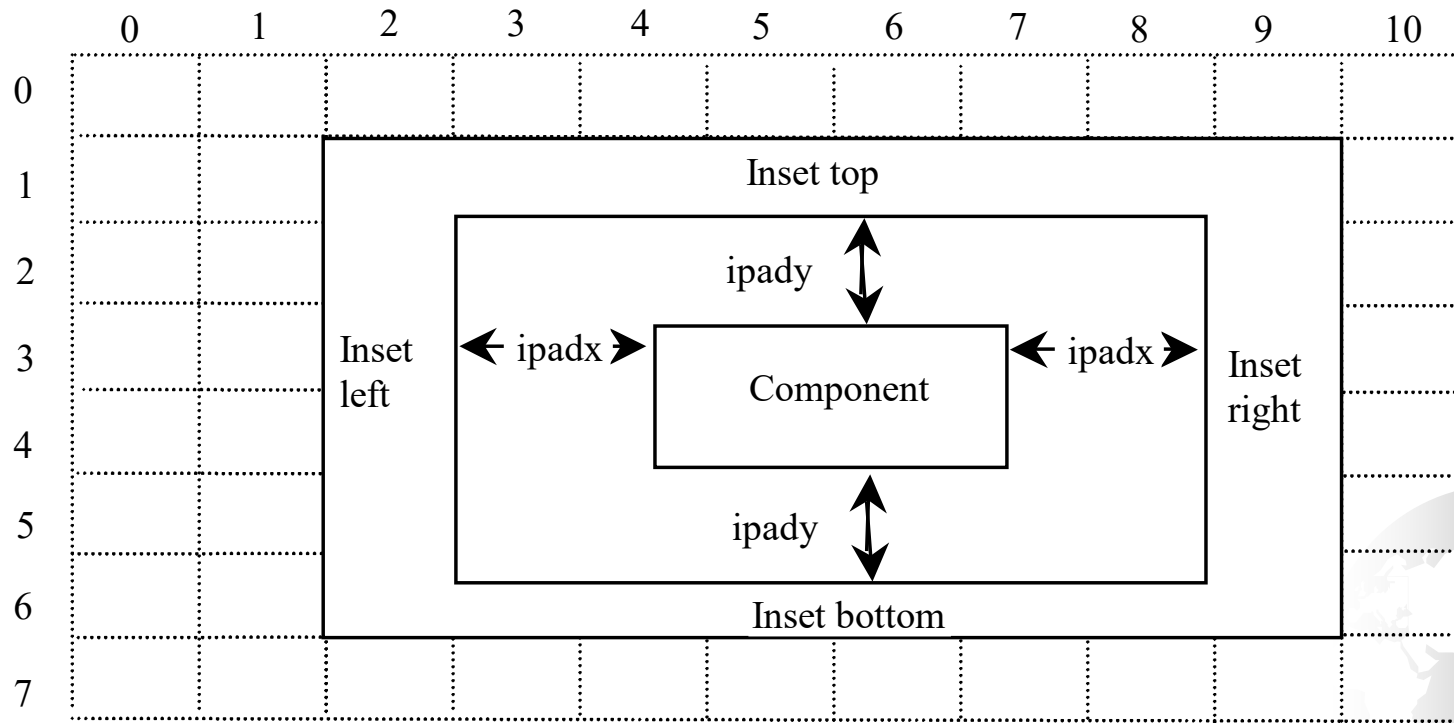 0 1 2 3 4 5 6 7 8 9 10
0
1
Inset top
2
ipady
3
Inset
left
ipadx
ipadx
Inset
right
Component
4
5
ipady
6
Inset bottom
7